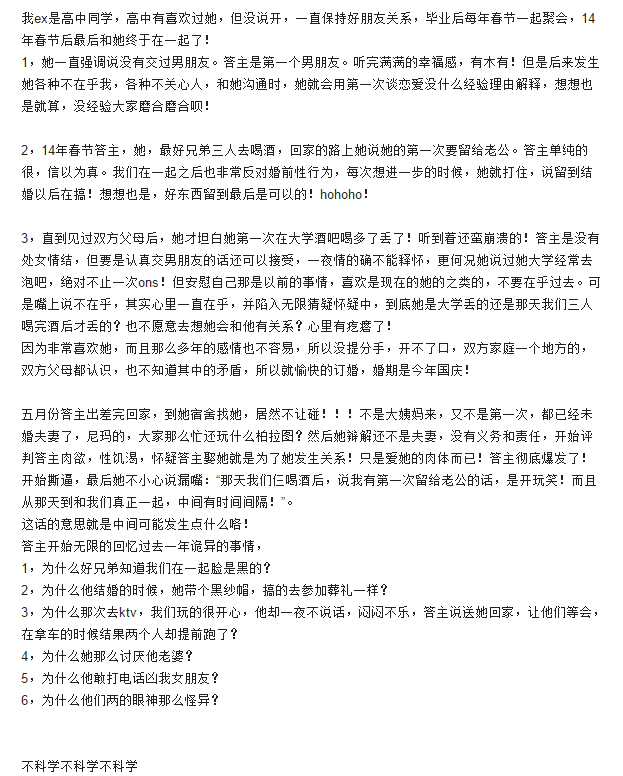 我ex是高中同学，高中有喜欢过她，但没说开，一直保持好朋友关系，毕业后每年春节一起聚会，14
年春节后最后和她终于在一起了！
1，她一直强调说没有交过男朋友。答主是第一个男朋友。听完满满的幸福感，有木有！但是后来发生
她各种不在乎我，各种不关心人，和她沟通时，她就会用第一次谈恋爱没什么经验理由解释，想想也
是就算，没经验大家磨合磨合呗！
2，14年春节答主，她，最好兄弟三人去喝酒，回家的路上她说她的第一次要留给老公。答主单纯的
很，信以为真。我们在一起之后也非常反对婚前性行为，每次想进一步的时候，她就打住，说留到结
婚以后在搞！想想也是，好东西留到最后是可以的！hohoho！
3，直到见过双方父母后，她才坦白她第一次在大学酒吧喝多了丢了！听到着还蛮崩溃的！答主是没有
处女情结，但要是认真交男朋友的话还可以接受，一夜情的确不能释怀，更何况她说过她大学经常去
泡吧，绝对不止一次ons！但安慰自己那是以前的事情，喜欢是现在的她的之类的，不要在乎过去。可
是嘴上说不在乎，其实心里一直在乎，并陷入无限猜疑怀疑中，到底她是大学丢的还是那天我们三人
喝完酒后才丢的？也不愿意去想她会和他有关系？心里有疙瘩了！
因为非常喜欢她，而且那么多年的感情也不容易，所以没提分手，开不了口，双方家庭一个地方的，
双方父母都认识，也不知道其中的矛盾，所以就愉快的订婚，婚期是今年国庆！
五月份答主出差完回家，到她宿舍找她，居然不让碰！！！不是大姨妈来，又不是第一次，都已经未
婚夫妻了，尼玛的，大家那么忙还玩什么柏拉图？然后她辩解还不是夫妻，没有义务和责任，开始评
判答主肉欲，性饥渴，怀疑答主娶她就是为了她发生关系！只是爱她的肉体而已！答主彻底爆发了！
开始撕逼，最后她不小心说漏嘴：“那天我们仨喝酒后，说我有第一次留给老公的话，是开玩笑！而且
从那天到和我们真正一起，中间有时间间隔！”。
这话的意思就是中间可能发生点什么咯！
答主开始无限的回忆过去一年诡异的事情，
1，为什么好兄弟知道我们在一起脸是黑的？
2，为什么他结婚的时候，她带个黑纱帽，搞的去参加葬礼一样？
3，为什么那次去ktv，我们玩的很开心，他却一夜不说话，闷闷不乐，答主说送她回家，让他们等会，
在拿车的时候结果两个人却提前跑了？
4，为什么她那么讨厌他老婆？
5，为什么他敢打电话凶我女朋友？
6，为什么他们两的眼神那么怪异？
不科学不科学不科学